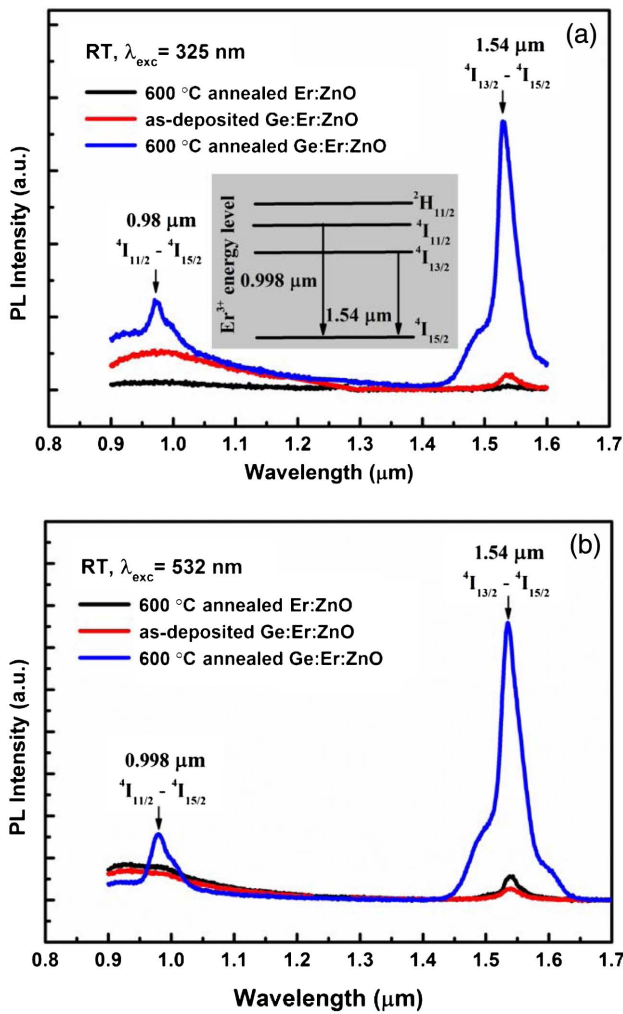 (a)
RT, λexc= 325 nm
600 °C annealed Er:ZnO
as-deposited Ge:Er:ZnO
600 °C annealed Ge:Er:ZnO
1.54 μm
⁴I₁₃/₂ - ⁴I₁₅/₂
0.98 μm
⁴I₁₁/₂ - ⁴I₁₅/₂
Er³⁺ energy level
²H₁₁/₂
⁴I₁₁/₂
⁴I₁₃/₂
0.998 μm
1.54 μm
⁴I₁₅/₂
PL Intensity (a.u.)
0.8 0.9 1.0 1.1 1.2 1.3 1.4 1.5 1.6 1.7
Wavelength (μm)
(b)
RT, λexc= 532 nm
600 °C annealed Er:ZnO
as-deposited Ge:Er:ZnO
600 °C annealed Ge:Er:ZnO
1.54 μm
⁴I₁₃/₂ - ⁴I₁₅/₂
0.998 μm
⁴I₁₁/₂ - ⁴I₁₅/₂
PL Intensity (a.u.)
0.8 0.9 1.0 1.1 1.2 1.3 1.4 1.5 1.6 1.7
Wavelength (μm)